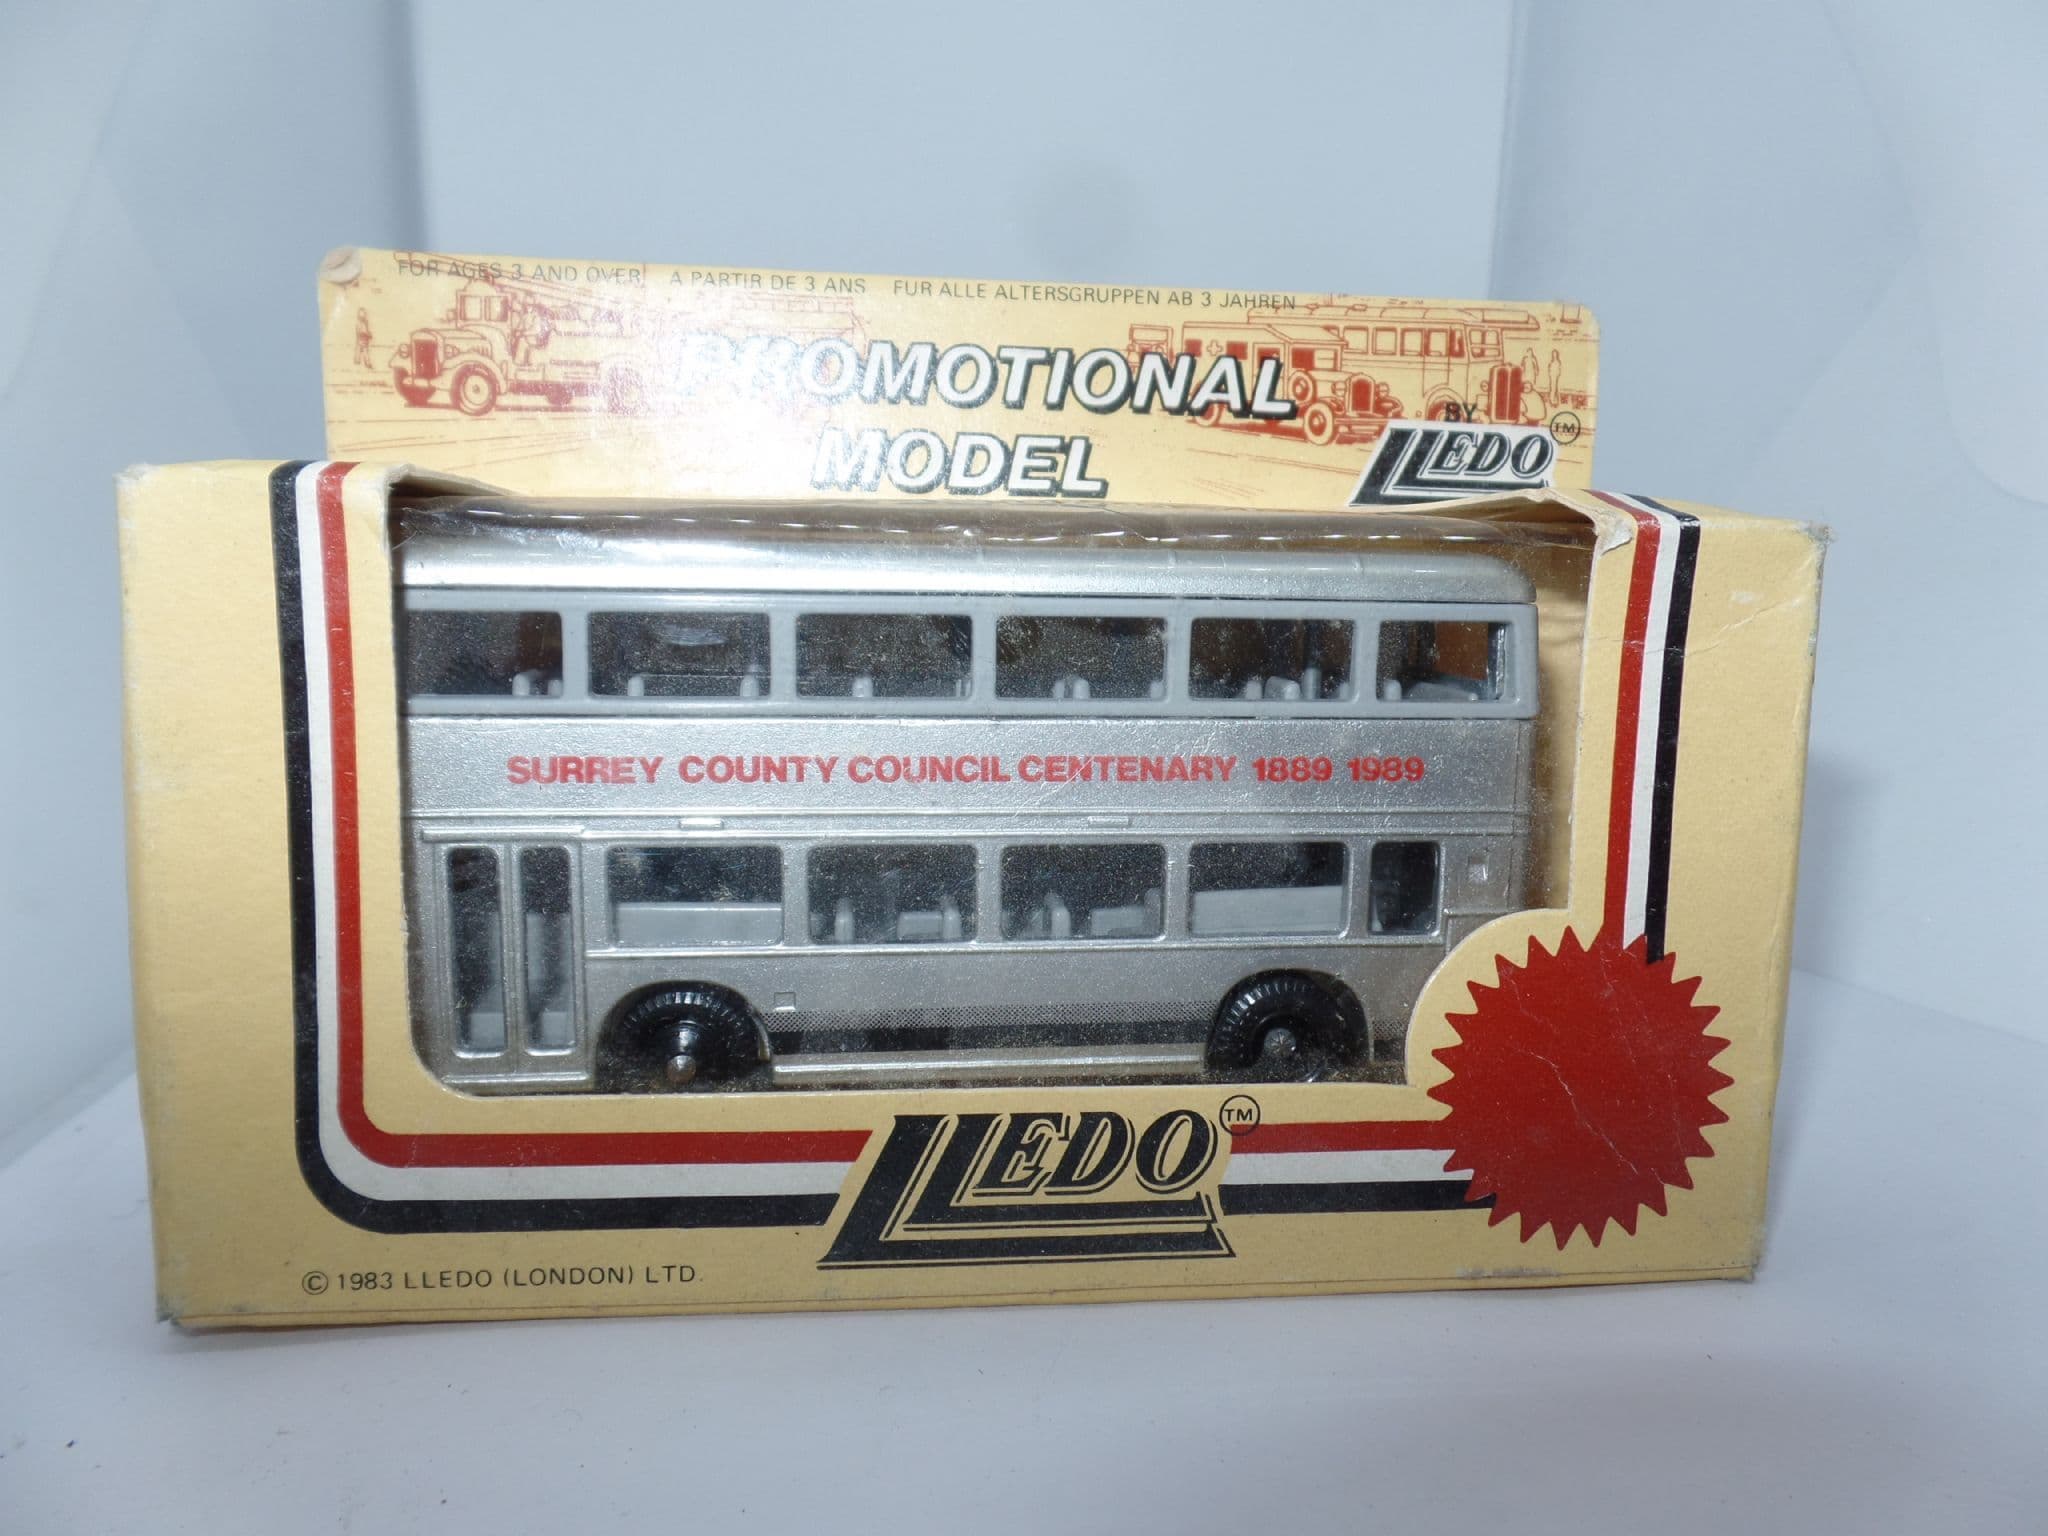 FOR AGES 3 AND OVER A PARTIR DE 3 ANS FUR ALLE ALTERSGRUPPEN AB 3 JAHREN
PROMOTIONAL
MODEL
BY
LLEDO TM
SURREY COUNTY COUNCIL CENTENARY 1889 1989
LLEDO TM
© 1983 LLEDO (LONDON) LTD.